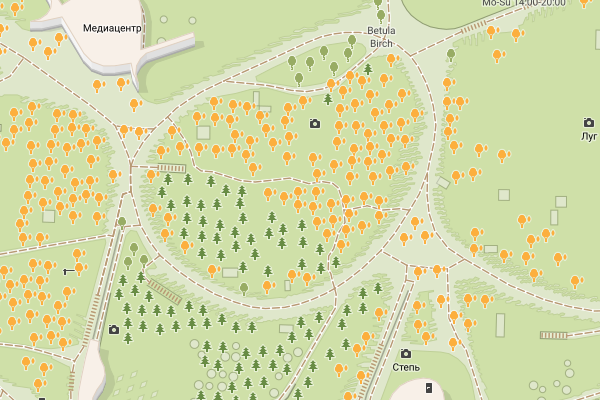 Mo-Su 14:00-20:00
Медиацентр
Betula
Birch
Луг
Степь